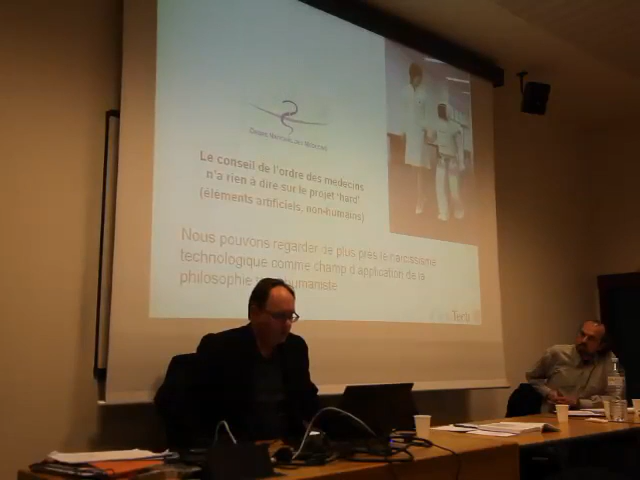 Ordre National des Médecins
Le conseil de l'ordre des medecins
n'a rien à dire sur le projet 'hard'
(éléments artificiels, non-humains)
Nous pouvons regarder de plus près le narcissisme
technologique comme champ d'application de la
philosophie humaniste